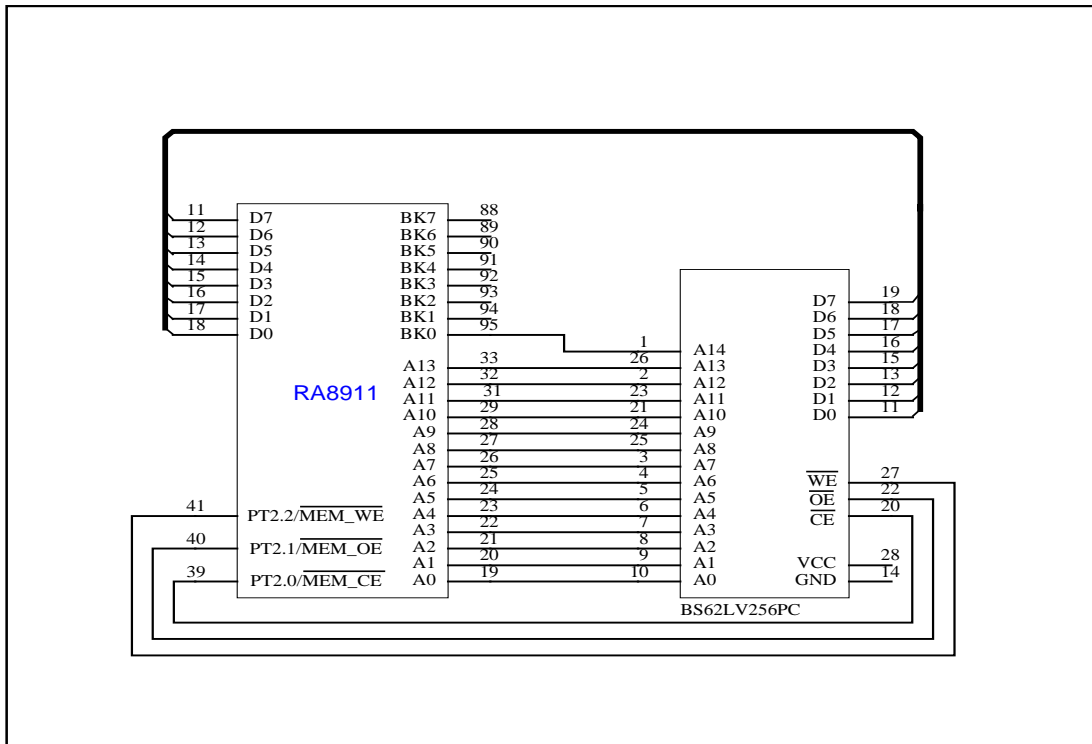 11 D7 BK7 88
12 D6 BK6 89
13 D5 BK5 90
14 D4 BK4 91
15 D3 BK3 92
16 D2 BK2 93
17 D1 BK1 94
18 D0 BK0 95
A13 33
A12 32
A11 31
A10 29
A9 28
A8 27
A7 26
A6 25
A5 24
A4 23
A3 22
A2 21
A1 20
A0 19
RA8911
41 PT2.2/MEM_WE
40 PT2.1/MEM_OE
39 PT2.0/MEM_CE
1 A14
26 A13
2 A12
23 A11
21 A10
24 A9
25 A8
3 A7
4 A6
5 A5
6 A4
7 A3
8 A2
9 A1
10 A0
D7 19
D6 18
D5 17
D4 16
D3 15
D2 13
D1 12
D0 11
WE 27
OE 22
CE 20
VCC 28
GND 14
BS62LV256PC